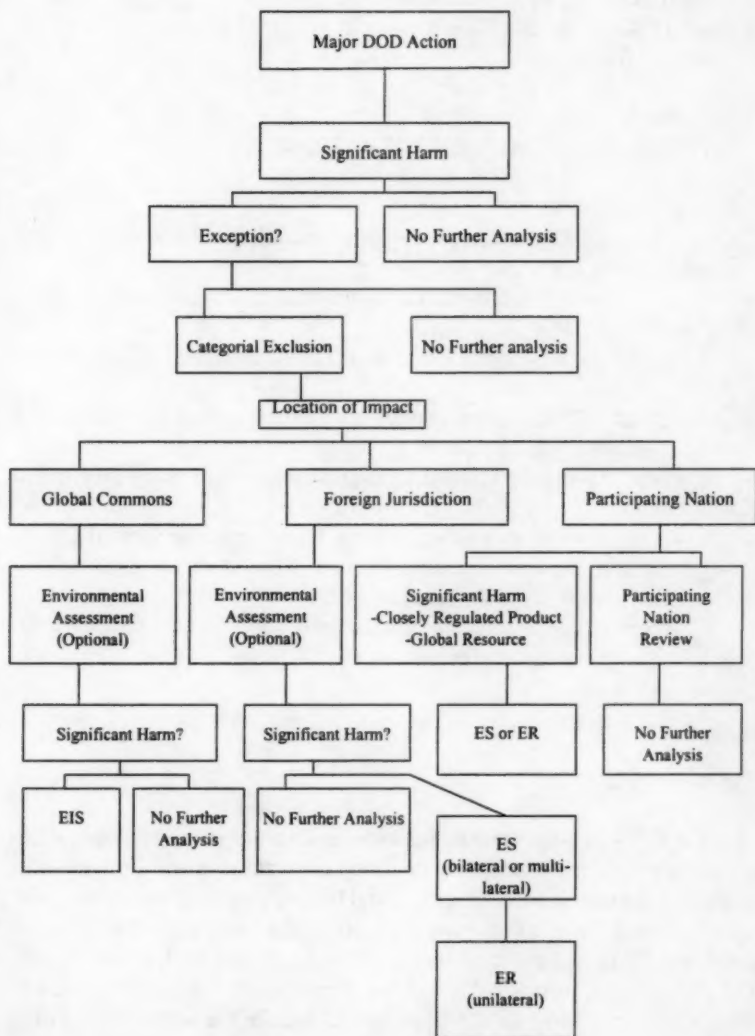 Major DOD Action
Significant Harm
Exception?
No Further Analysis
Categorial Exclusion
No Further analysis
Location of Impact
Global Commons
Foreign Jurisdiction
Participating Nation
Environmental
Assessment
(Optional)
Environmental
Assessment
(Optional)
Significant Harm
-Closely Regulated Product
-Global Resource
Participating
Nation
Review
Significant Harm?
Significant Harm?
ES or ER
No Further
Analysis
EIS
No Further
Analysis
No Further Analysis
ES
(bilateral or multi-
lateral)
ER
(unilateral)